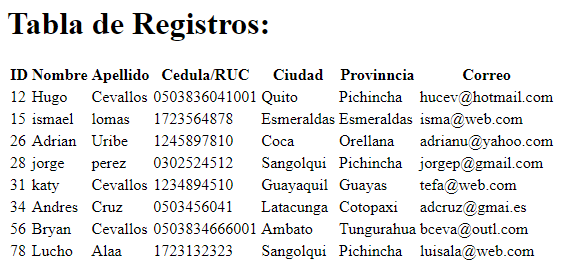 Tabla de Registros:
ID Nombre Apellido Cedula/RUC Ciudad Provinncia Correo
12 Hugo Cevallos 0503836041001 Quito Pichincha hucev@hotmail.com
15 ismael lomas 1723564878 Esmeraldas Esmeraldas isma@web.com
26 Adrian Uribe 1245897810 Coca Orellana adrianu@yahoo.com
28 jorge perez 0302524512 Sangolqui Pichincha jorgep@gmail.com
31 katy Cevallos 1234894510 Guayaquil Guayas tefa@web.com
34 Andres Cruz 0503456041 Latacunga Cotopaxi adcruz@gmai.es
56 Bryan Cevallos 0503834666001 Ambato Tungurahua bceva@outl.com
78 Lucho Alaa 1723132323 Sangolqui Pichincha luisala@web.com